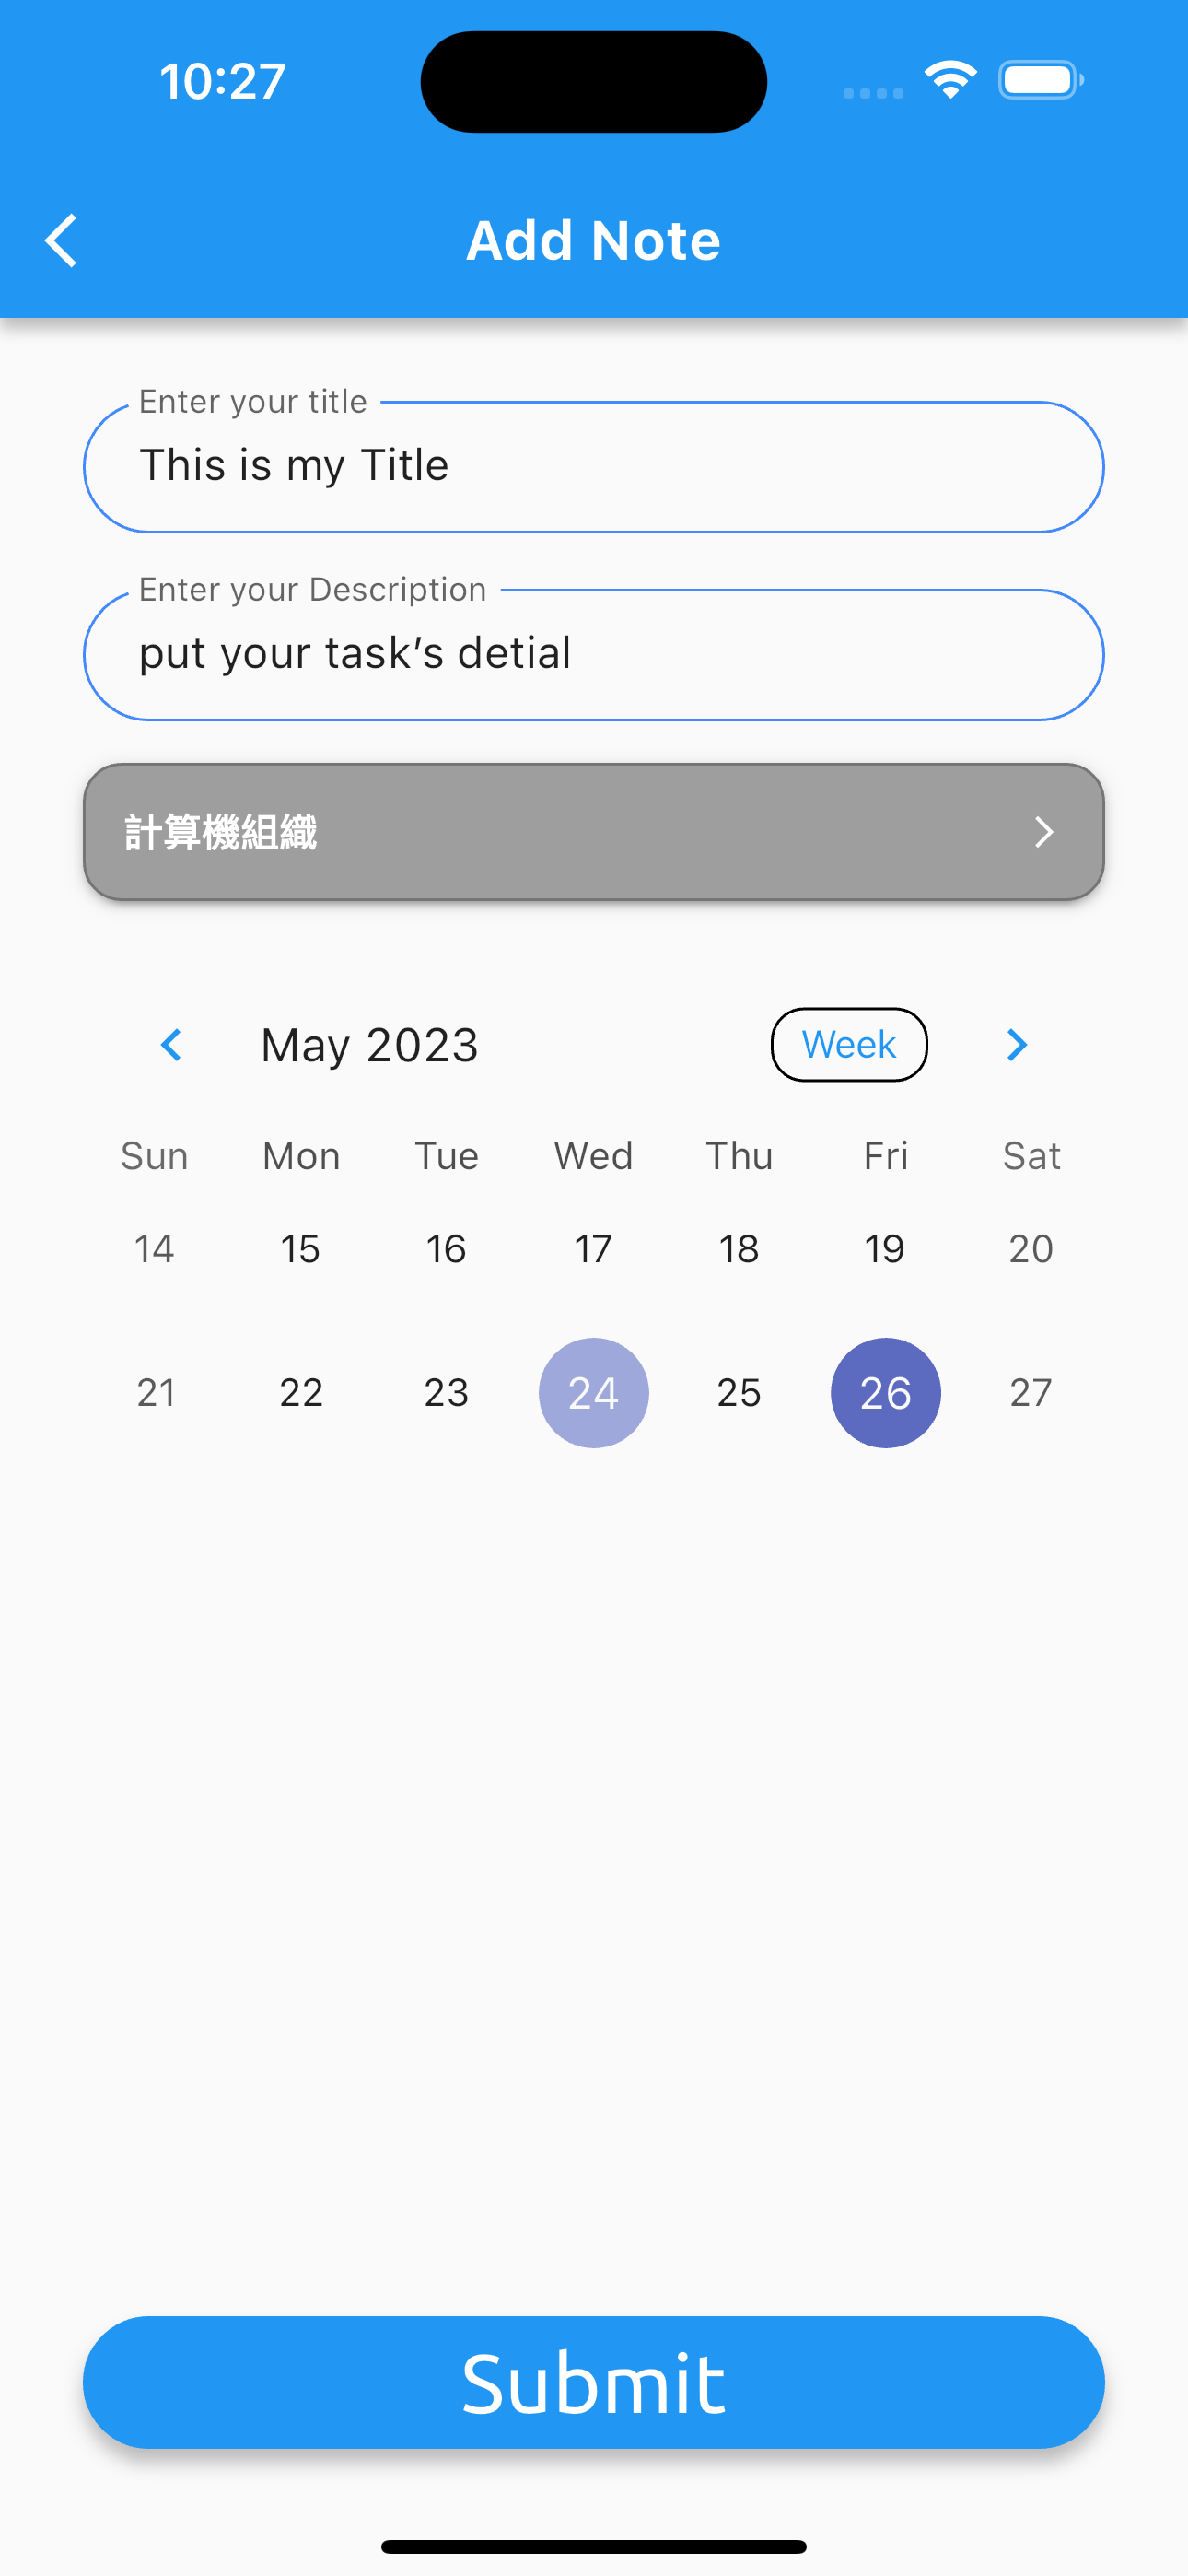 10:27
Add Note
Enter your title
This is my Title
Enter your Description
put your task’s detial
計算機組織
May 2023 Week
Sun Mon Tue Wed Thu Fri Sat
14 15 16 17 18 19 20
21 22 23 24 25 26 27
Submit